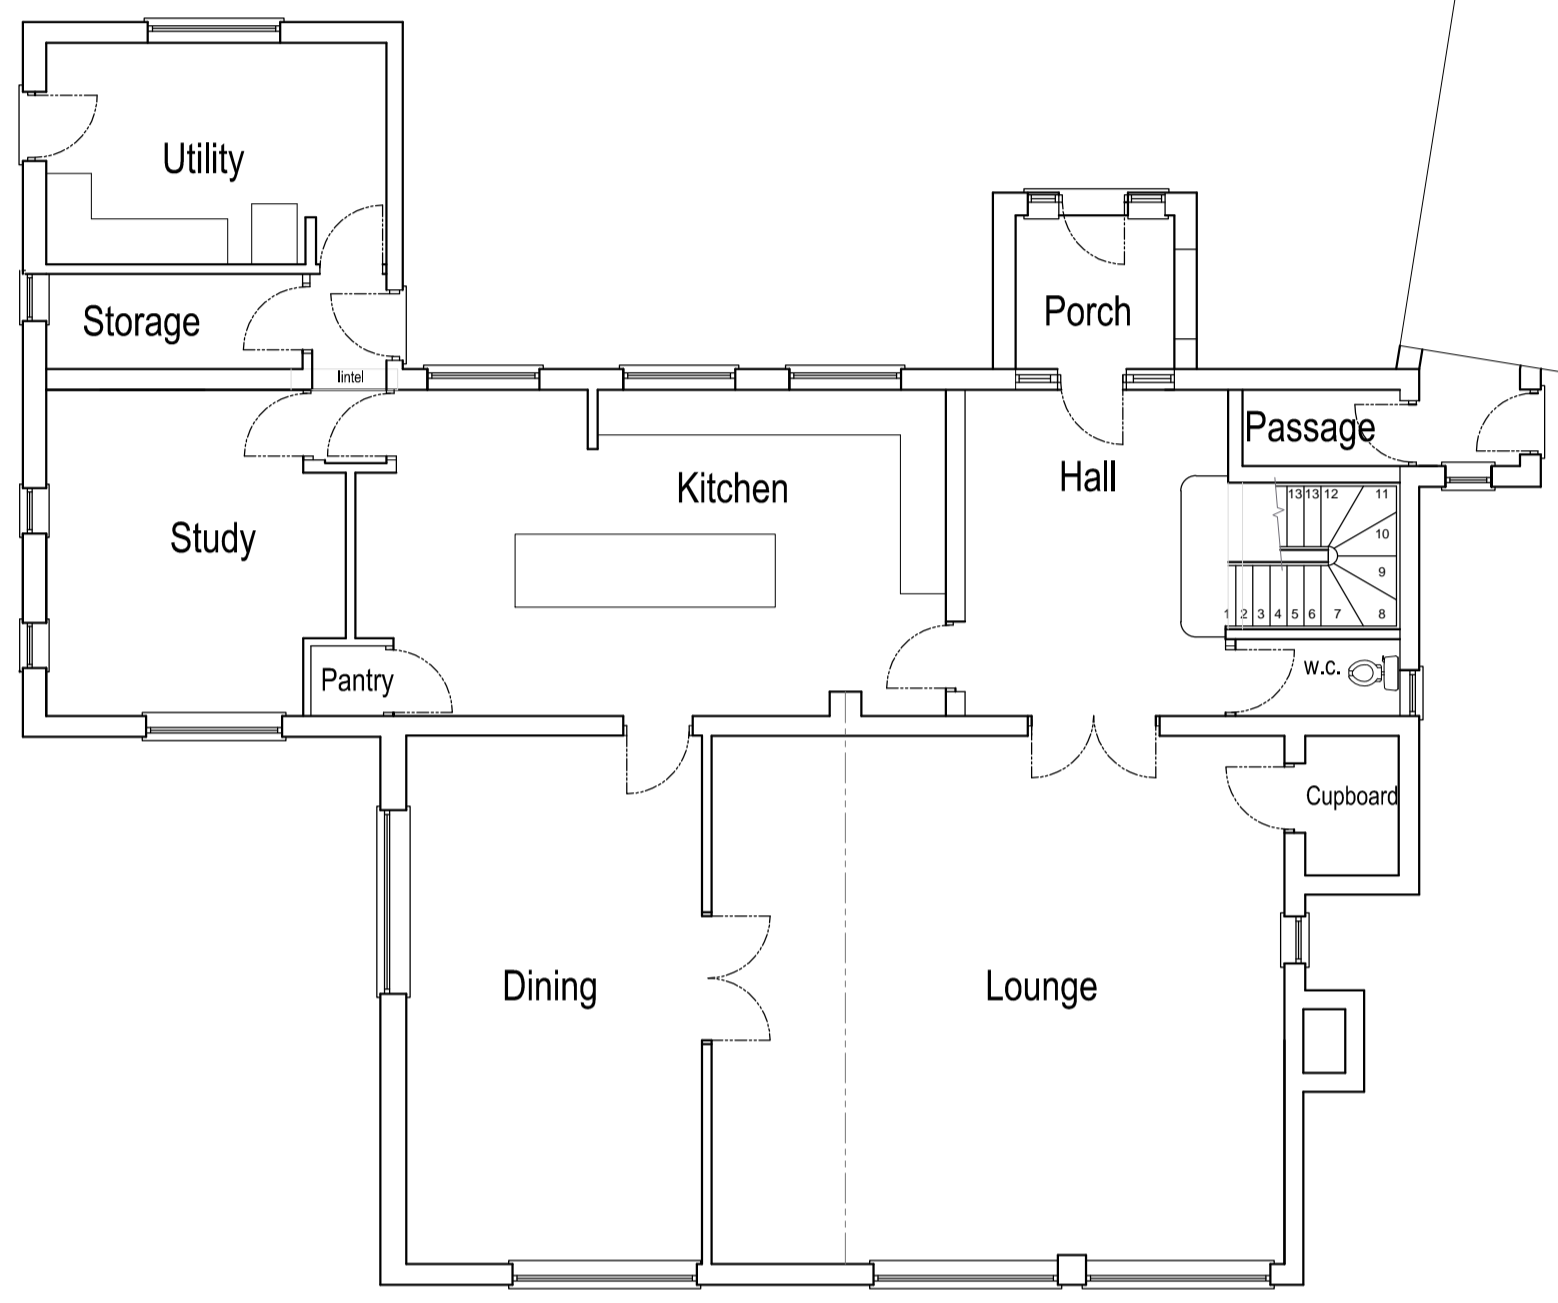 Utility
Storage
Porch
lintel
Passage
Hall
Kitchen
Study
13 13 12 11
10
9
1 2 3 4 5 6 7 8
Pantry
w.c.
Cupboard
Dining
Lounge